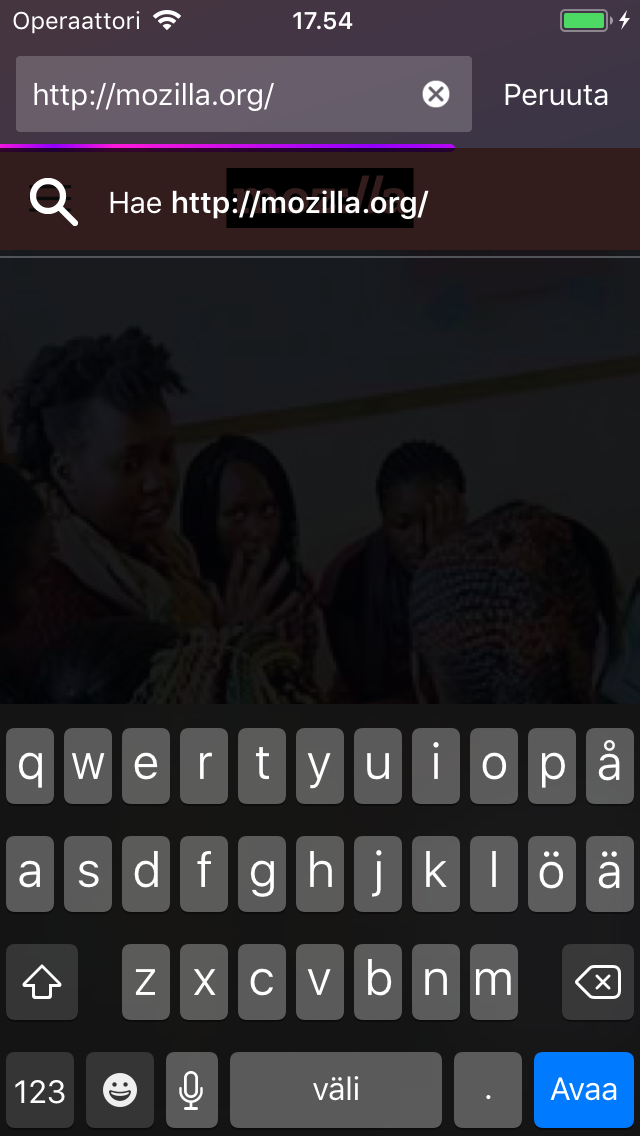 Operaattori 17.54
http://mozilla.org/ Peruuta
Hae http://mozilla.org/
q w e r t y u i o p å
a s d f g h j k l ö ä
z x c v b n m
123 väli . Avaa